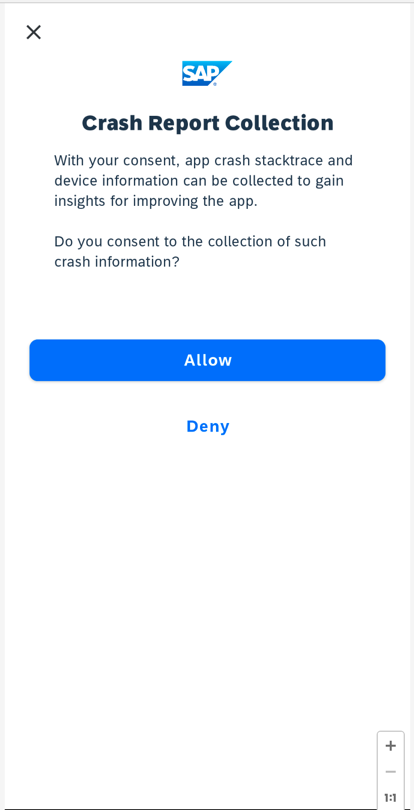 SAP®
Crash Report Collection
With your consent, app crash stacktrace and
device information can be collected to gain
insights for improving the app.
Do you consent to the collection of such
crash information?
Allow
Deny
1:1